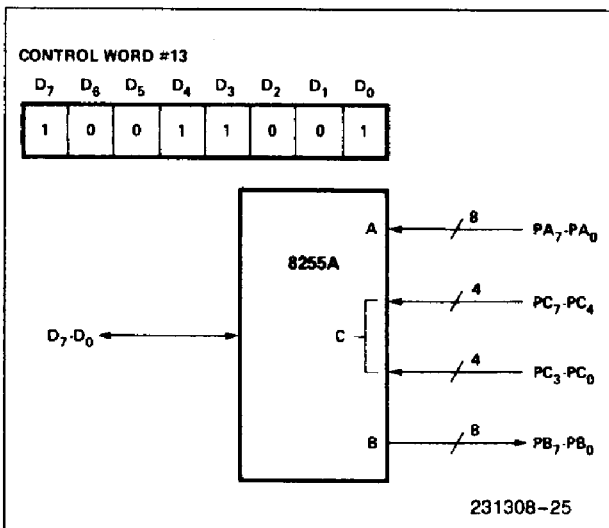 CONTROL WORD #13
D7 D6 D5 D4 D3 D2 D1 D0
1 0 0 1 1 0 0 1
A
8
PA7-PA0
8255A
4
PC7-PC4
D7-D0
C
4
PC3-PC0
B
8
PB7-PB0
231308-25